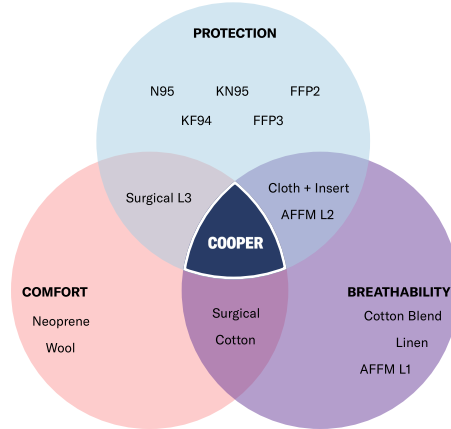 PROTECTION
N95 KN95 FFP2
KF94 FFP3
Surgical L3
Cloth + Insert
AFFM L2
COOPER
COMFORT
Neoprene
Wool
Surgical
Cotton
BREATHABILITY
Cotton Blend
Linen
AFFM L1